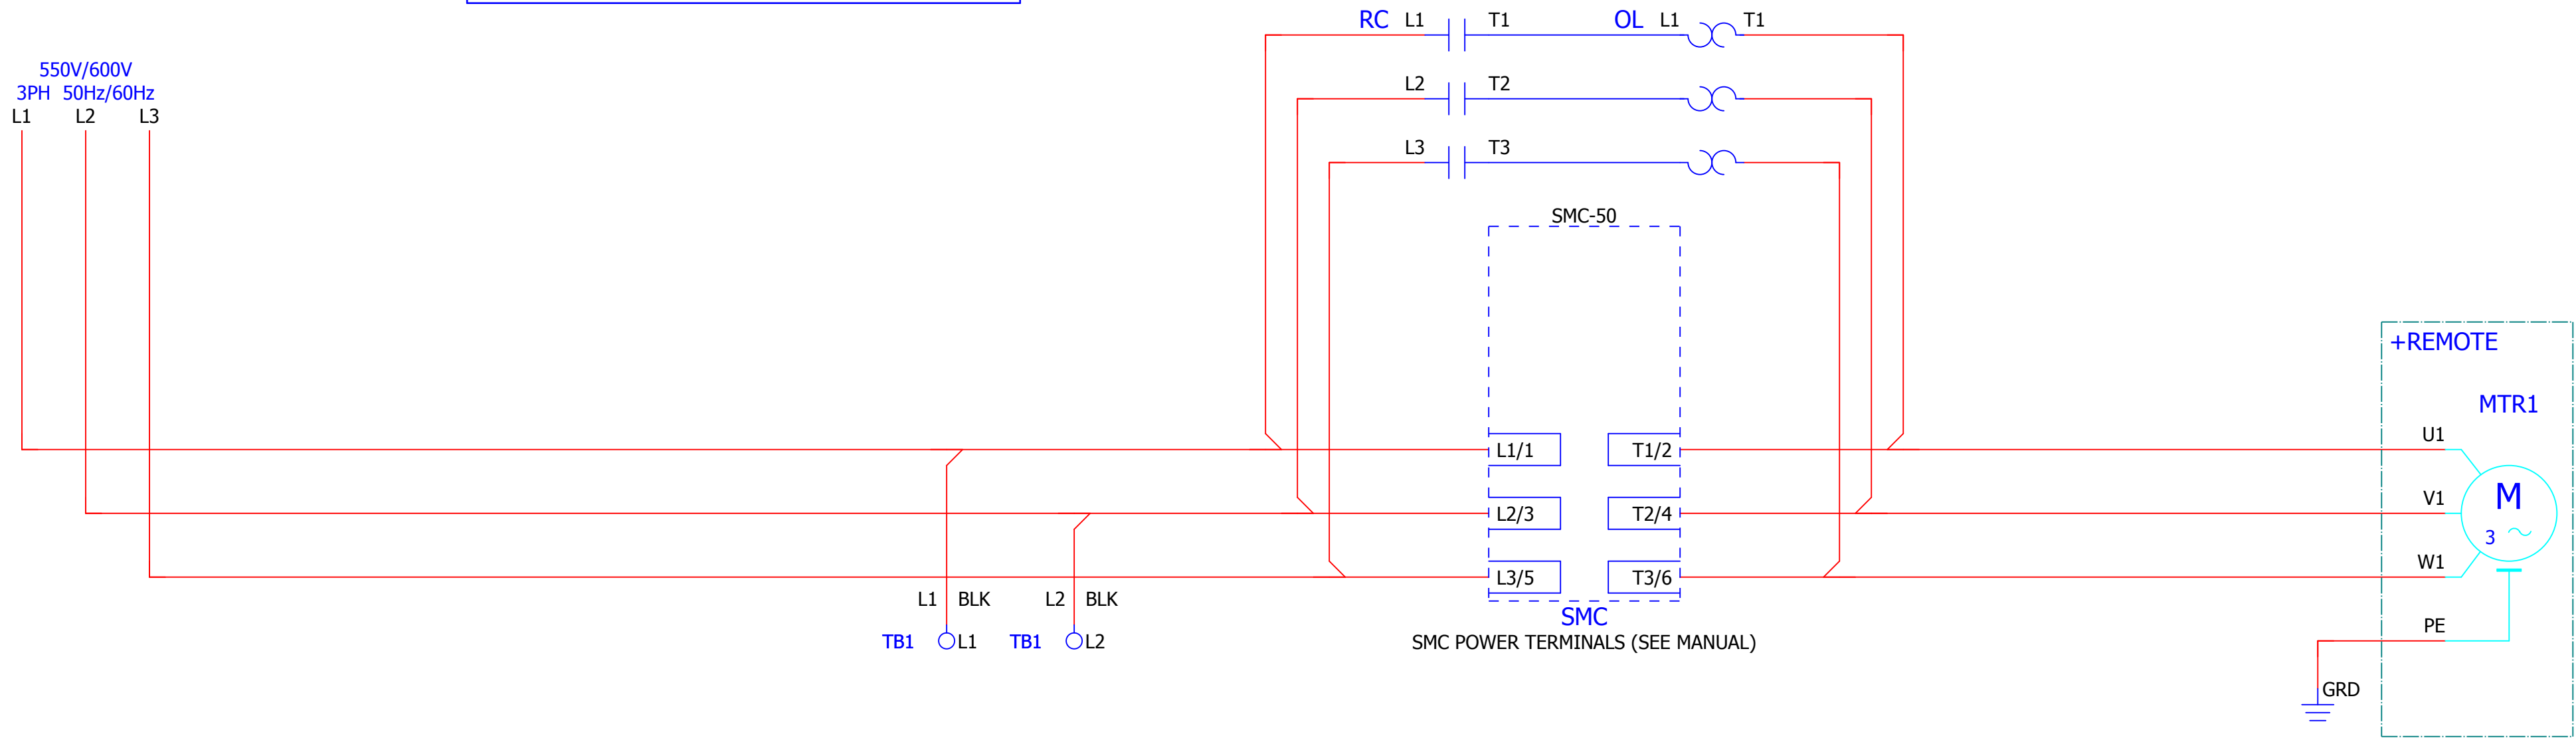 RC L1 T1 OL L1 T1
550V/600V
L2 T2
3PH 50Hz/60Hz
L1 L2 L3
L3 T3
SMC-50
+REMOTE
MTR1
U1
L1/1 T1/2
M
V1
L2/3 T2/4
3
W1
L3/5 T3/6
L1 BLK L2 BLK
SMC
PE
TB1 L1 TB1 L2
SMC POWER TERMINALS (SEE MANUAL)
GRD